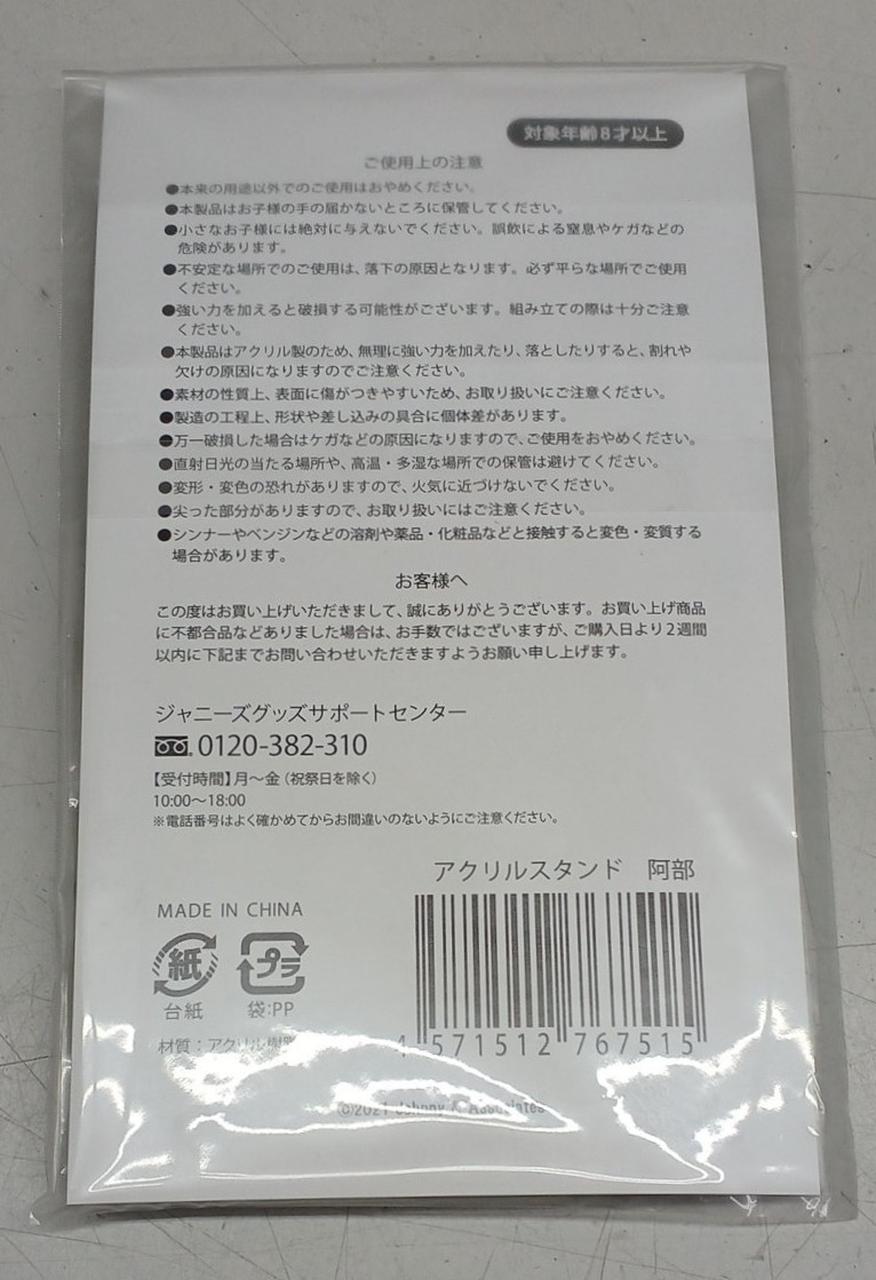 対象年齢8才以上
ご使用上の注意
●本来の用途以外でのご使用はおやめください。
●本製品はお子様の手の届かないところに保管してください。
●小さなお子様には絶対に与えないでください。誤飲による窒息やケガなどの
危険があります。
●不安定な場所でのご使用は、落下の原因となります。必ず平らな場所でご使用
ください。
●強い力を加えると破損する可能性がございます。組み立ての際は十分ご注意
ください。
●本製品はアクリル製のため、無理に強い力を加えたり、落としたりすると、割れや
欠けの原因になりますのでご注意ください。
●素材の性質上、表面に傷がつきやすいため、お取り扱いにご注意ください。
●製造の工程上、形状や差し込みの具合に個体差があります。
●万一破損した場合はケガなどの原因になりますので、ご使用をおやめください。
●直射日光の当たる場所や、高温・多湿な場所での保管は避けてください。
●変形・変色の恐れがありますので、火気に近づけないでください。
●尖った部分がありますので、お取り扱いにはご注意ください。
●シンナーやベンジンなどの溶剤や薬品・化粧品などと接触すると変色・変質する
場合があります。
お客様へ
この度はお買い上げいただきまして、誠にありがとうございます。お買い上げ商品
に不都合品などありました場合は、お手数ではございますが、ご購入日より2週間
以内に下記までお問い合わせいただきますようお願い申し上げます。
ジャニーズグッズサポートセンター
0120-382-310
【受付時間】月〜金（祝祭日を除く）
10:00〜18:00
※電話番号はよく確かめてからお間違いのないようにご注意ください。
アクリルスタンド 阿部
MADE IN CHINA
紙 プラ
台紙 袋:PP
材質：アクリル樹脂
4 571512 767515
©2021 Johnny & Associates